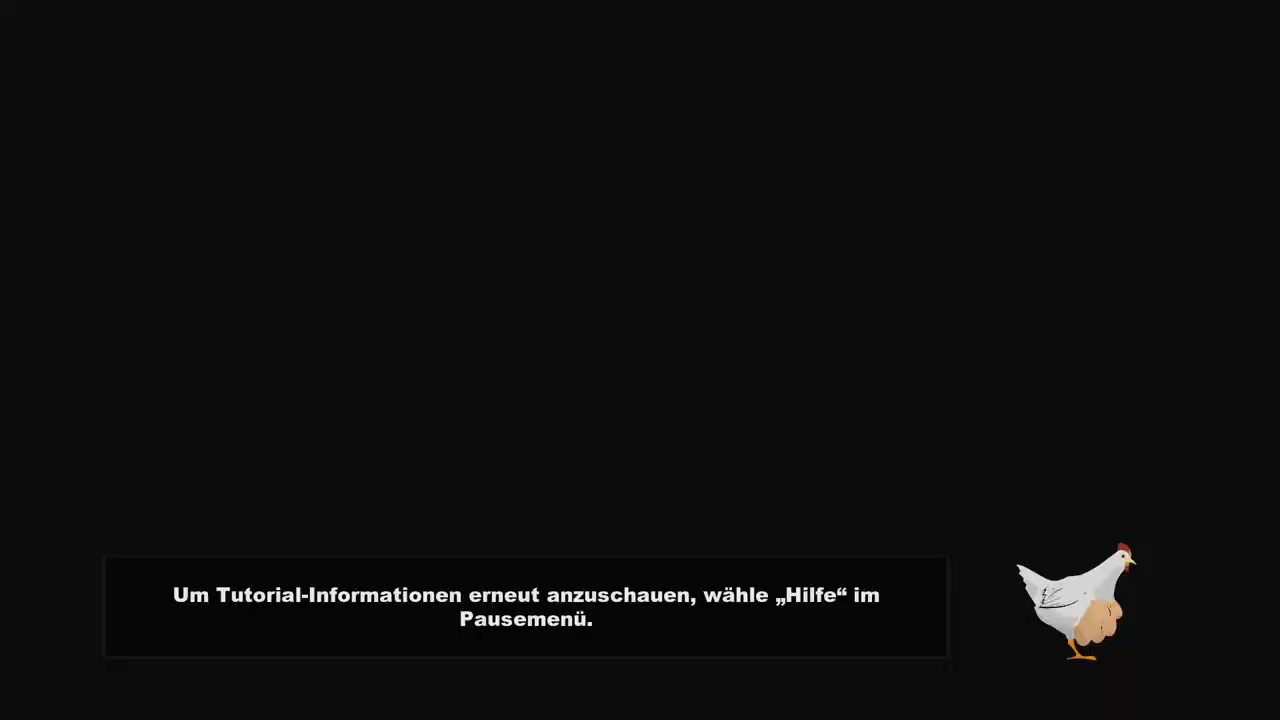 Um Tutorial-Informationen erneut anzuschauen, wähle „Hilfe“ im
Pausemenü.